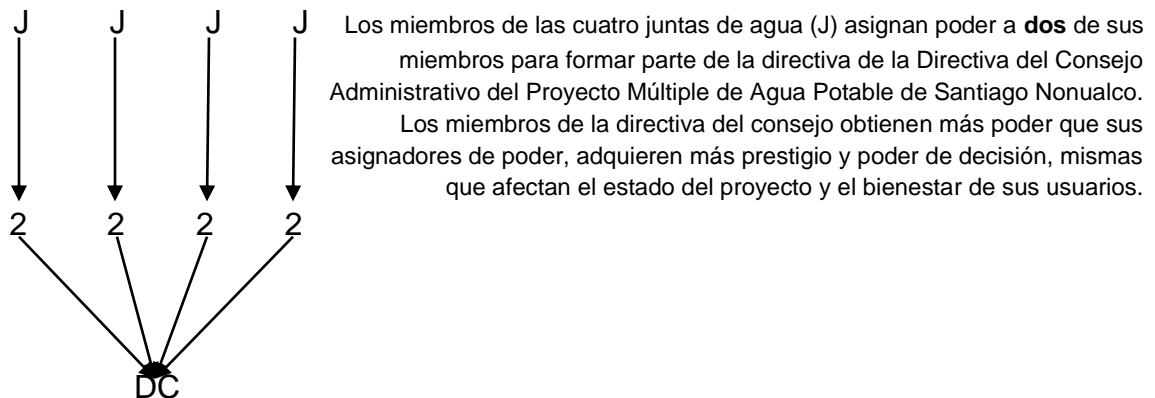 J J J J
Los miembros de las cuatro juntas de agua (J) asignan poder a dos de sus
miembros para formar parte de la directiva de la Directiva del Consejo
Administrativo del Proyecto Múltiple de Agua Potable de Santiago Nonualco.
Los miembros de la directiva del consejo obtienen más poder que sus
asignadores de poder, adquieren más prestigio y poder de decisión, mismas
que afectan el estado del proyecto y el bienestar de sus usuarios.
2 2 2 2
DC